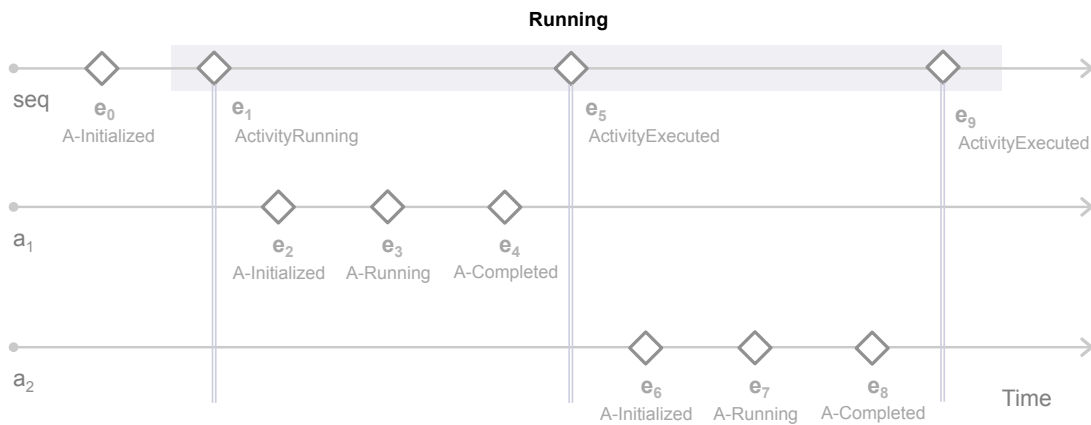 Running
seq
e0
A-Initialized
e1
ActivityRunning
e5
ActivityExecuted
e9
ActivityExecuted
a1
e2
A-Initialized
e3
A-Running
e4
A-Completed
a2
e6
A-Initialized
e7
A-Running
e8
A-Completed
Time